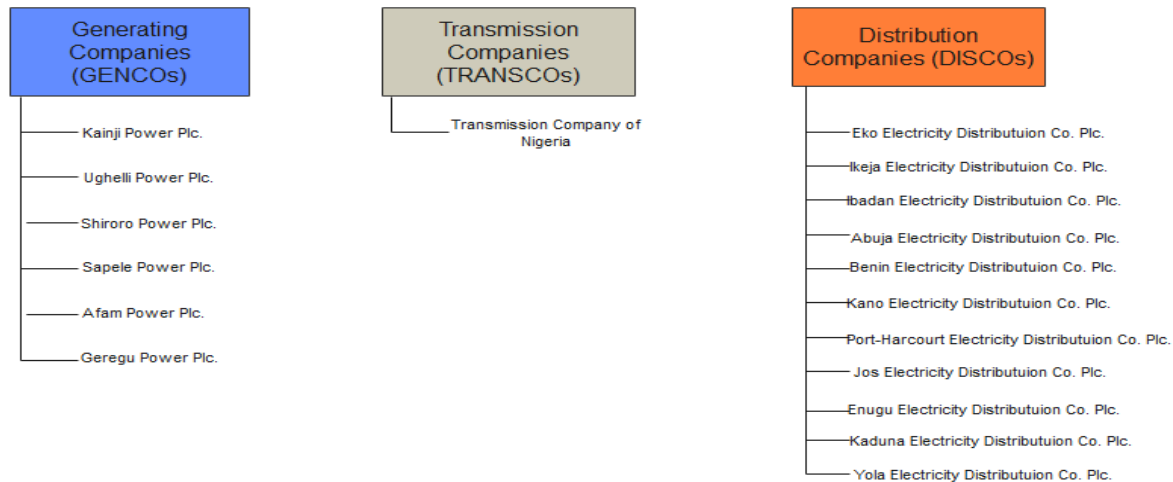 Generating
Companies
(GENCOs)
Kainji Power Plc.
Ughelli Power Plc.
Shiroro Power Plc.
Sapele Power Plc.
Afam Power Plc.
Geregu Power Plc.
Transmission
Companies
(TRANSCOs)
Transmission Company of
Nigeria
Distribution
Companies (DISCOs)
Eko Electricity Distributuion Co. Plc.
Ikeja Electricity Distributuion Co. Plc.
Ibadan Electricity Distributuion Co. Plc.
Abuja Electricity Distributuion Co. Plc.
Benin Electricity Distributuion Co. Plc.
Kano Electricity Distributuion Co. Plc.
Port-Harcourt Electricity Distributuion Co. Plc.
Jos Electricity Distributuion Co. Plc.
Enugu Electricity Distributuion Co. Plc.
Kaduna Electricity Distributuion Co. Plc.
Yola Electricity Distributuion Co. Plc.